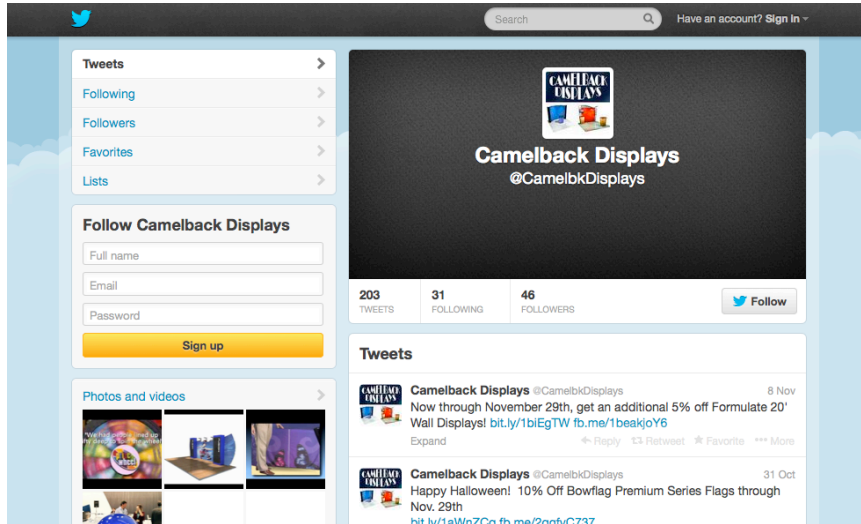 Search
Have an account? Sign in
Tweets
Following
Followers
Favorites
Lists
Follow Camelback Displays
Full name
Email
Password
Sign up
Photos and videos
CAMELBACK
DISPLAYS
Camelback Displays
@CamelbkDisplays
203
TWEETS
31
FOLLOWING
46
FOLLOWERS
Follow
Tweets
CAMELBACK
DISPLAYS
Camelback Displays @CamelbkDisplays 8 Nov
Now through November 29th, get an additional 5% off Formulate 20'
Wall Displays! bit.ly/1biEgTW fb.me/1beakjoY6
Expand Reply Retweet Favorite More
CAMELBACK
DISPLAYS
Camelback Displays @CamelbkDisplays 31 Oct
Happy Halloween! 10% Off Bowflag Premium Series Flags through
Nov. 29th